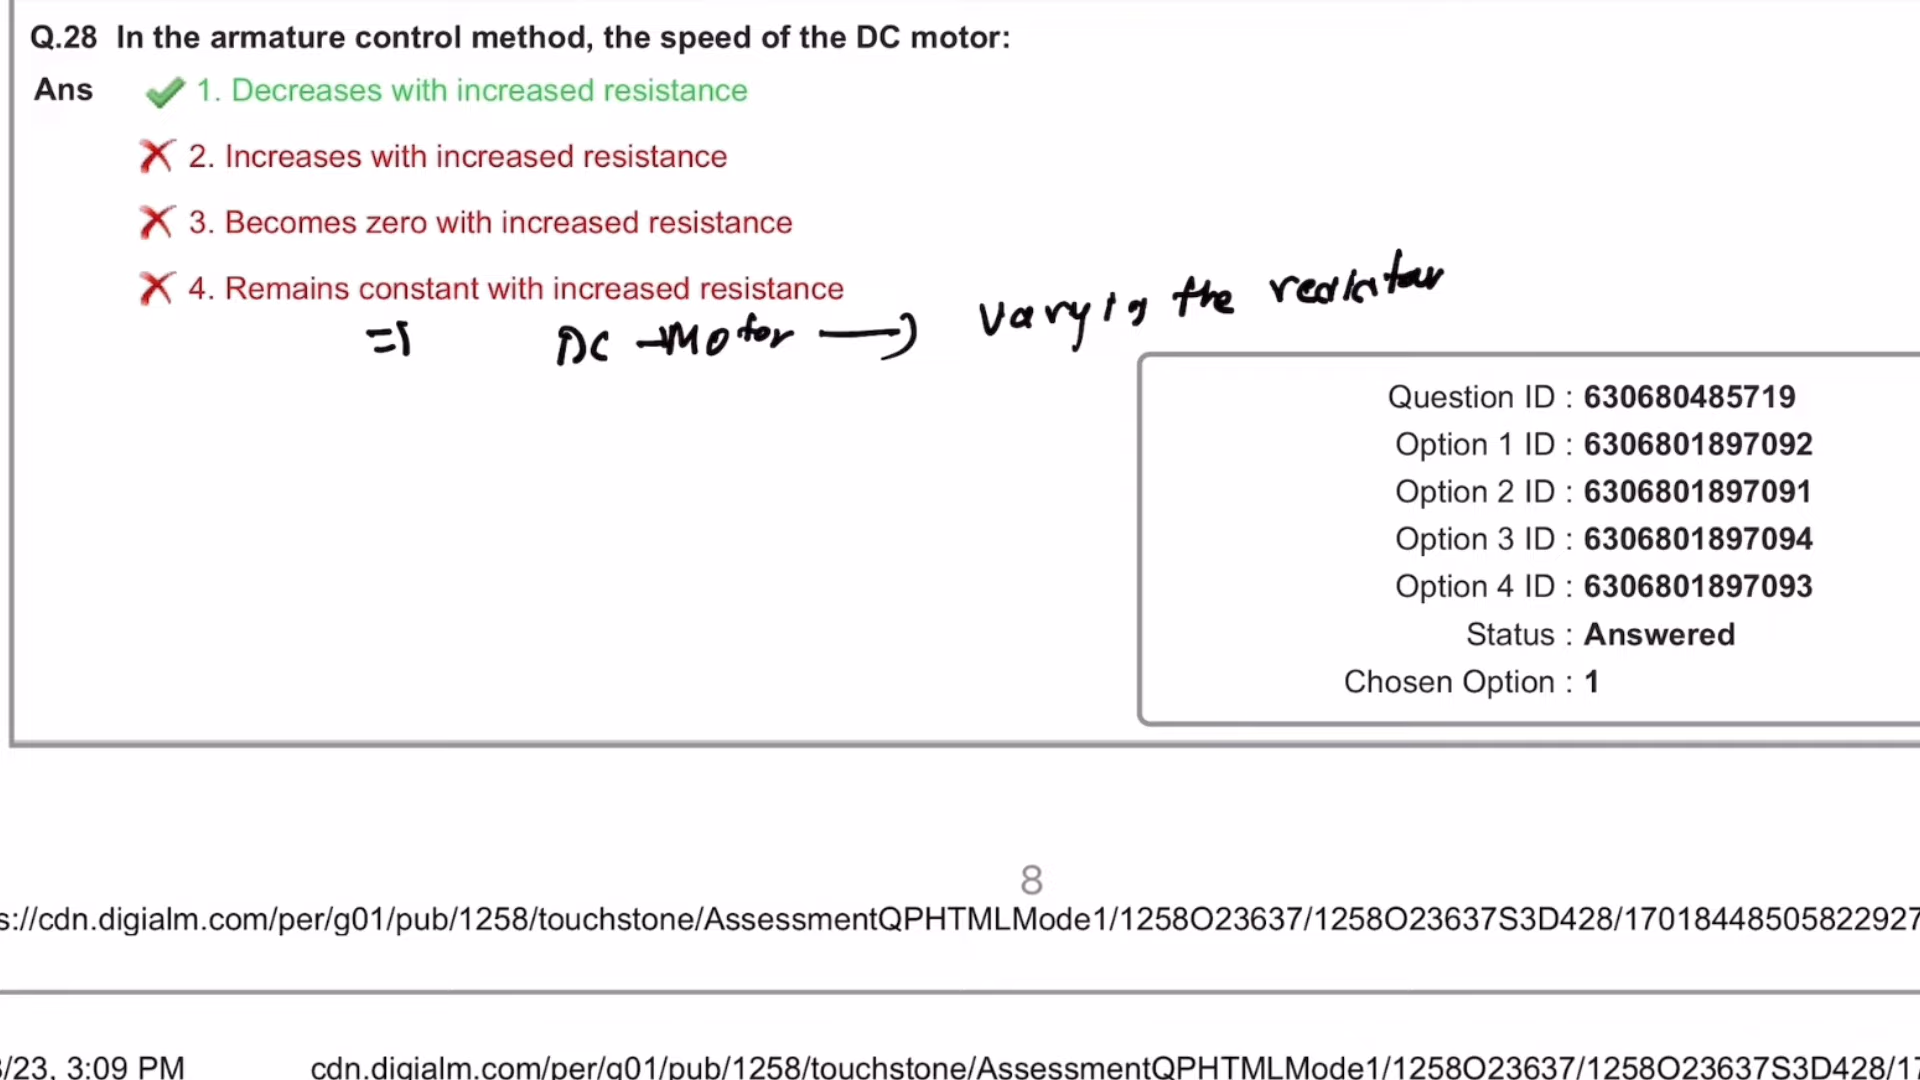 Q.28 In the armature control method, the speed of the DC motor:
Ans 1. Decreases with increased resistance
2. Increases with increased resistance
3. Becomes zero with increased resistance
4. Remains constant with increased resistance
DC Motor varying the
Question ID : 630680485719
Option 1 ID : 6306801897092
Option 2 ID : 6306801897091
Option 3 ID : 6306801897094
Option 4 ID : 6306801897093
Status : Answered
Chosen Option : 1
8
s://cdn.digialm.com/per/g01/pub/1258/touchstone/AssessmentQPHTMLMode1/1258O23637/1258O23637S3D428/17018448505822927
/23, 3:09 PM cdn.digialm.com/per/g01/pub/1258/touchstone/AssessmentQPHTMLMode1/1258O23637/1258O23637S3D428/17